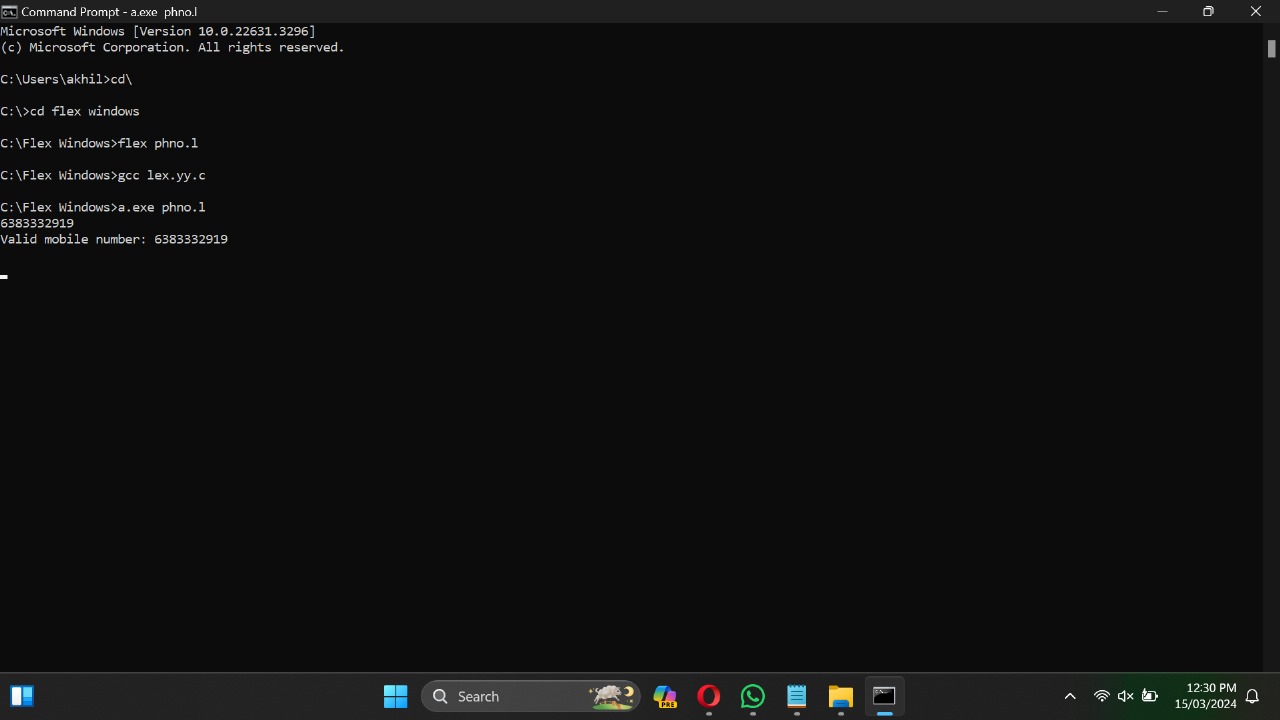 Command Prompt - a.exe  phno.l
Microsoft Windows [Version 10.0.22631.3296]
(c) Microsoft Corporation. All rights reserved.
C:\Users\akhil>cd\
C:\>cd flex windows
C:\Flex Windows>flex phno.l
C:\Flex Windows>gcc lex.yy.c
C:\Flex Windows>a.exe phno.l
6383332919
Valid mobile number: 6383332919
Search
PRE
12:30 PM
15/03/2024